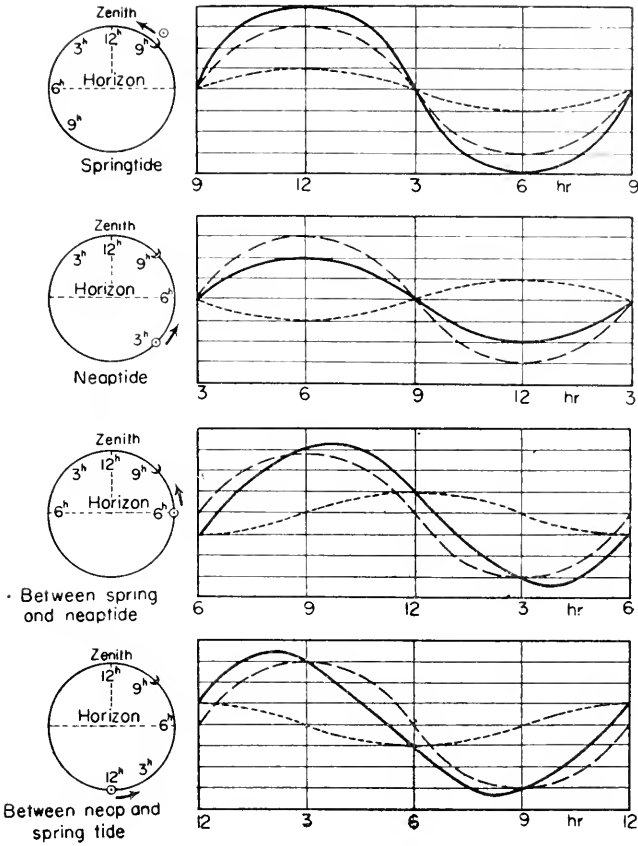 Zenith
12ʰ
3ʰ 9ʰ
Horizon
6ʰ
9ʰ
Springtide
9 12 3 6 hr 9
Zenith
12ʰ
3ʰ 9ʰ
Horizon 6ʰ
3ʰ
Neaptide
3 6 9 12 hr 3
Zenith
12ʰ
3ʰ 9ʰ
Horizon
6ʰ 6ʰ
Between spring
and neaptide
6 9 12 3 hr 6
Zenith
12ʰ
9ʰ
Horizon 6ʰ
3ʰ
12ʰ
Between neap and
spring tide
12 3 6 9 hr 12